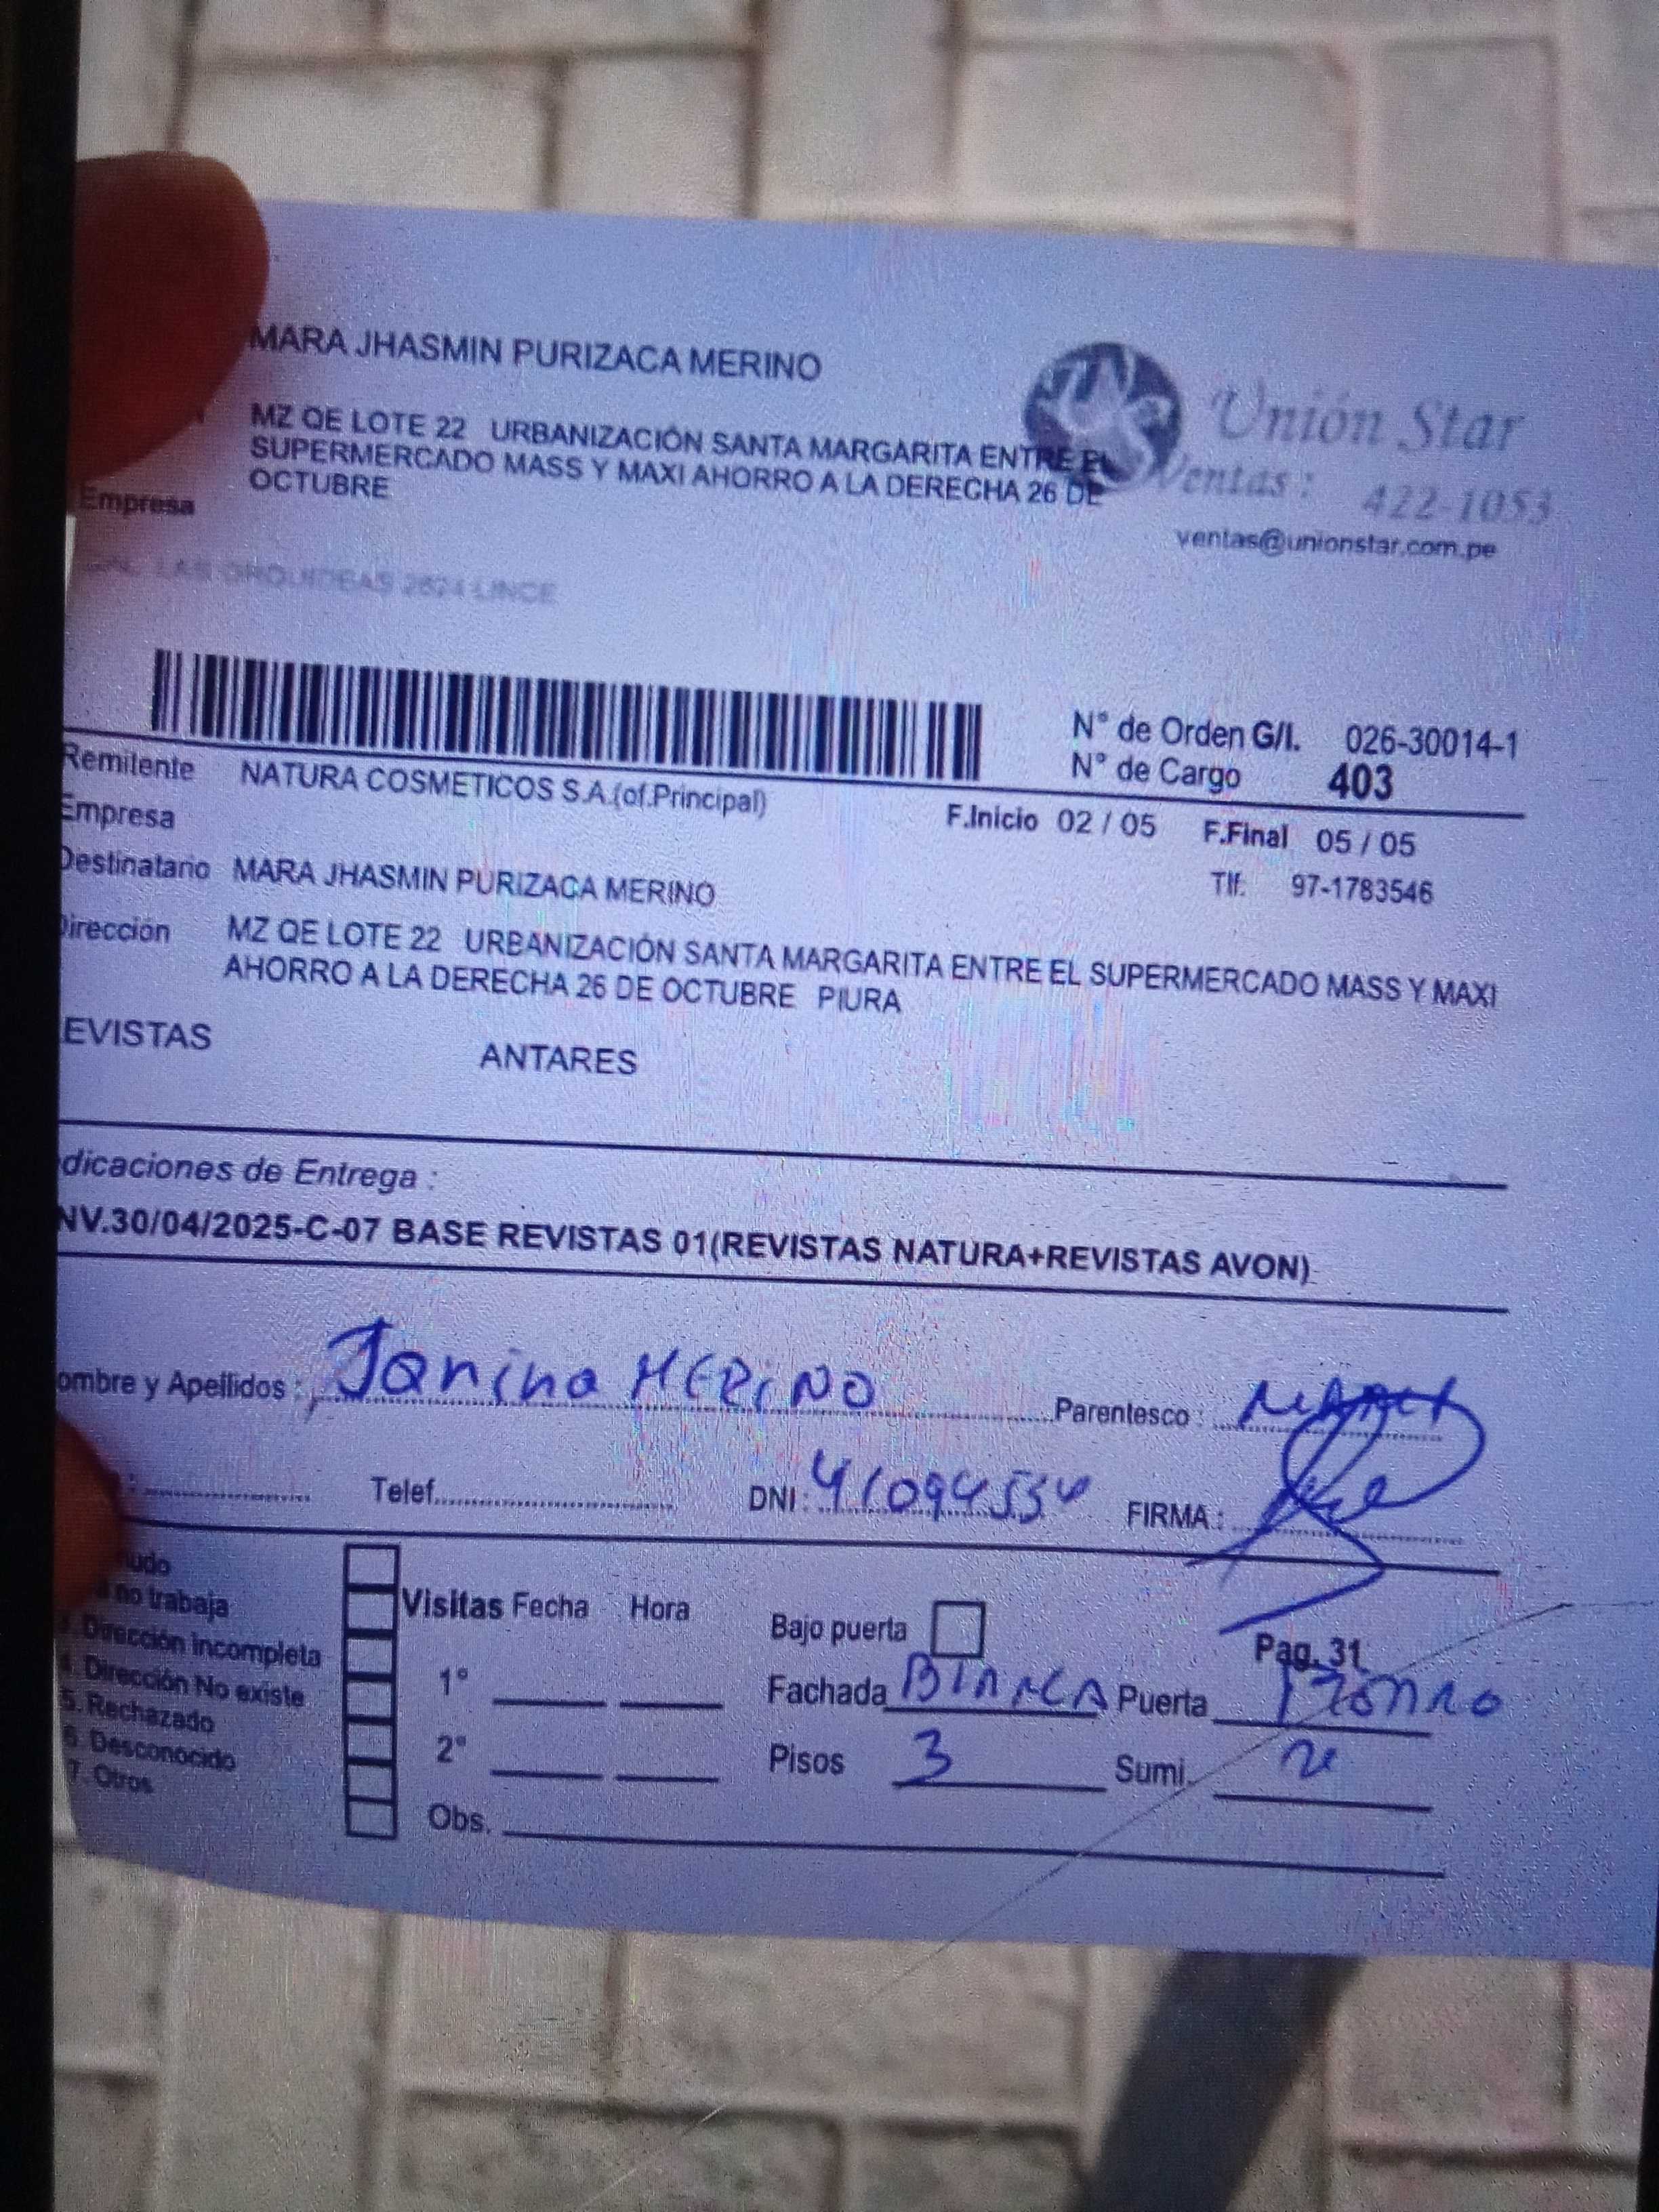 MARA JHASMIN PURIZACA MERINO
MZ QE LOTE 22 URBANIZACIÓN SANTA MARGARITA ENTRE EL
SUPERMERCADO MASS Y MAXI AHORRO A LA DERECHA 26 DE
OCTUBRE
Unión Star
Ventas : 422-1053
ventas@unionstar.com.pe
Empresa
LAS ORQUIDEAS 2624 LINCE
N° de Orden G/I. 026-30014-1
N° de Cargo 403
Remitente NATURA COSMETICOS S.A.(of.Principal)
F.Inicio 02 / 05 F.Final 05 / 05
Empresa
Destinatario MARA JHASMIN PURIZACA MERINO
Tlf. 97-1783546
Dirección MZ QE LOTE 22 URBANIZACIÓN SANTA MARGARITA ENTRE EL SUPERMERCADO MASS Y MAXI
AHORRO A LA DERECHA 26 DE OCTUBRE PIURA
EVISTAS ANTARES
dicaciones de Entrega :
NV.30/04/2025-C-07 BASE REVISTAS 01(REVISTAS NATURA+REVISTAS AVON)
ombre y Apellidos : Janina MERINO Parentesco :
Telef. DNI : FIRMA :
udo
no trabaja
3. Dirección incompleta
4. Dirección No existe
5. Rechazado
6. Desconocido
7. Otros
Visitas Fecha Hora
1°
2°
Obs.
Bajo puerta
Pag. 31
Fachada BLANCA Puerta
Pisos 3 Sumi.